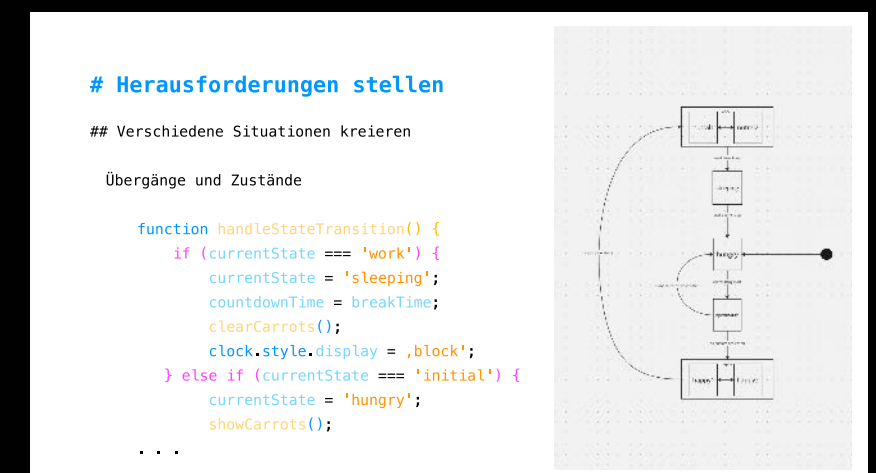 # Herausforderungen stellen
## Verschiedene Situationen kreieren
Übergänge und Zustände
function handleStateTransition() {
if (currentState === 'work') {
currentState = 'sleeping';
countdownTime = breakTime;
clearCarrots();
clock.style.display = ,block';
} else if (currentState === 'initial') {
currentState = 'hungry';
showCarrots();
. . .
sleeping
hungry